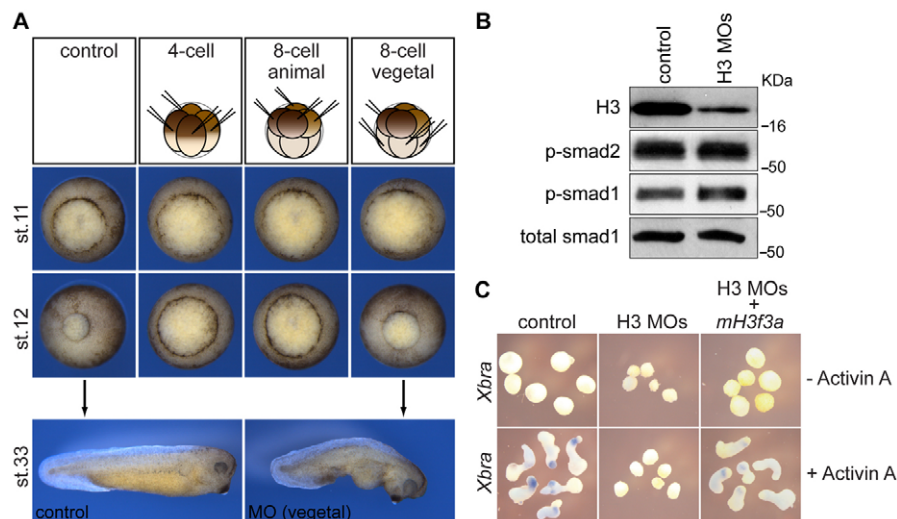 A
control
4-cell
8-cell
animal
8-cell
vegetal
st.11
st.12
st.33
control
MO (vegetal)
B
control
H3 MOs
KDa
H3
–16
p-smad2
–50
p-smad1
–50
total smad1
–50
C
control
H3 MOs
H3 MOs
+
mH3f3a
Xbra
- Activin A
Xbra
+ Activin A